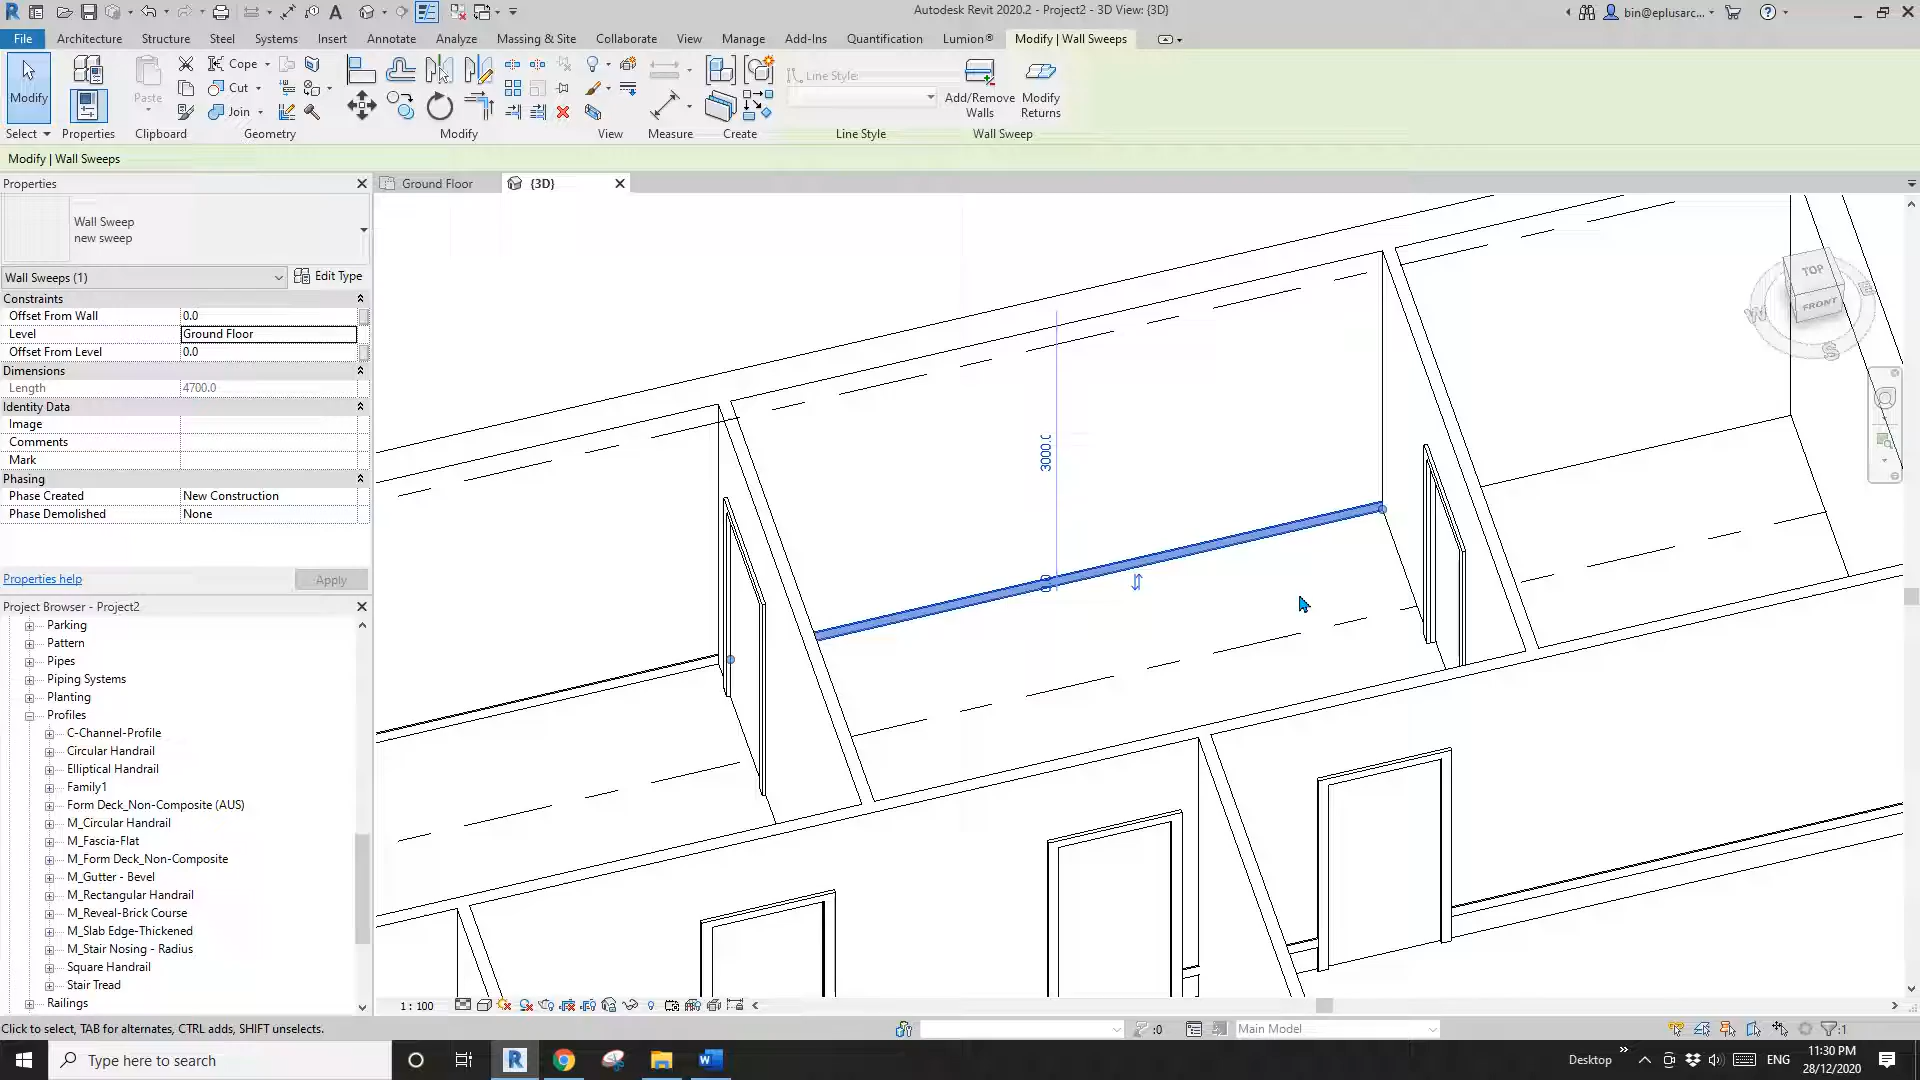 Autodesk Revit 2020.2 - Project2 - 3D View: {3D}
bin@eplusarc...
File Architecture Structure Steel Systems Insert Annotate Analyze Massing & Site Collaborate View Manage Add-Ins Quantification Lumion® Modify | Wall Sweeps
Modify
Paste
Cope
Cut
Join
Line Style:
Add/Remove Walls
Modify Returns
Select Properties Clipboard Geometry Modify View Measure Create Line Style Wall Sweep
Modify | Wall Sweeps
Properties
Ground Floor
{3D}
Wall Sweep
new sweep
Wall Sweeps (1)
Edit Type
Constraints
Offset From Wall 0.0
Level Ground Floor
Offset From Level 0.0
Dimensions
Length 4700.0
Identity Data
Image
Comments
Mark
Phasing
Phase Created New Construction
Phase Demolished None
Properties help
Apply
Project Browser - Project2
Parking
Pattern
Pipes
Piping Systems
Planting
Profiles
C-Channel-Profile
Circular Handrail
Elliptical Handrail
Family1
Form Deck_Non-Composite (AUS)
M_Circular Handrail
M_Fascia-Flat
M_Form Deck_Non-Composite
M_Gutter - Bevel
M_Rectangular Handrail
M_Reveal-Brick Course
M_Slab Edge-Thickened
M_Stair Nosing - Radius
Square Handrail
Stair Tread
Railings
3000.0
TOP
FRONT
W
S
E
1 : 100
Click to select, TAB for alternates, CTRL adds, SHIFT unselects.
:0
Main Model
:1
Type here to search
Desktop
ENG
11:30 PM
28/12/2020